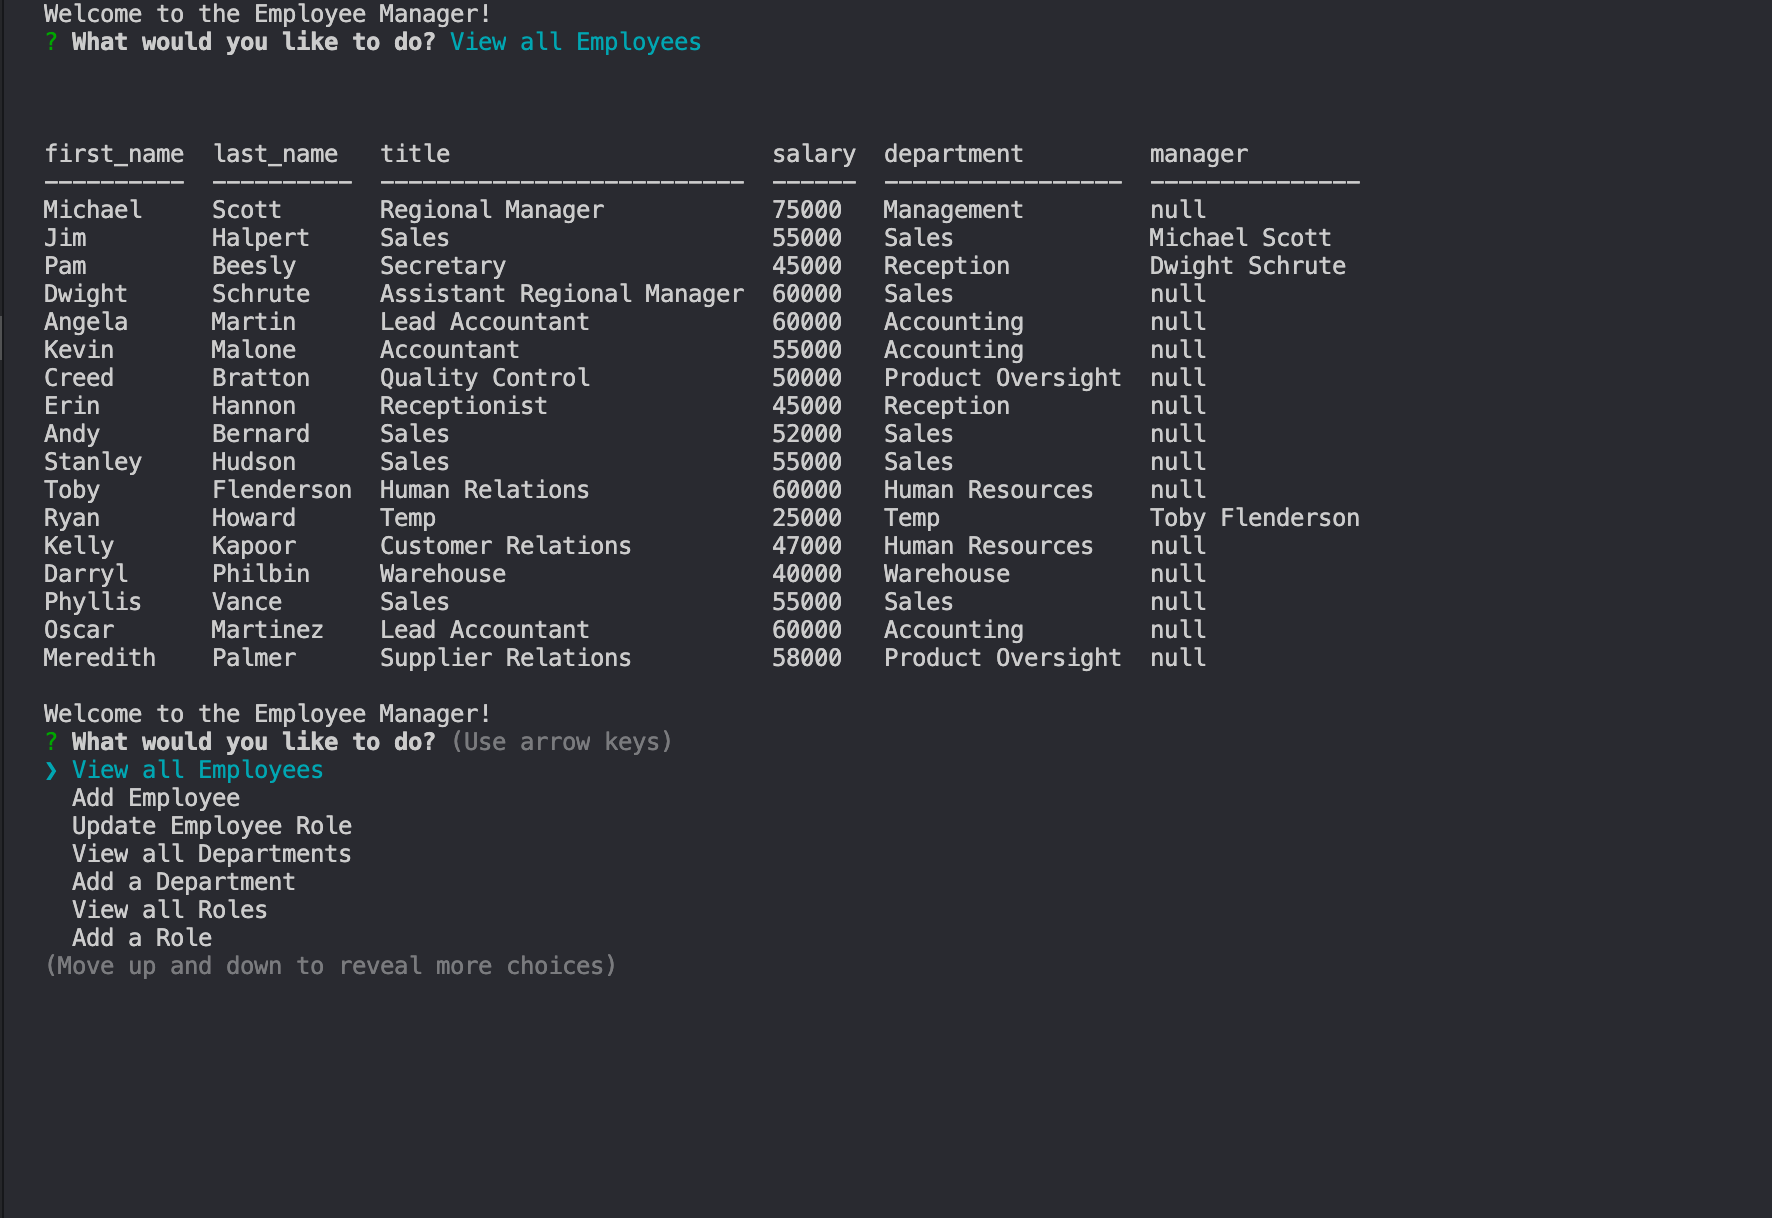 Welcome to the Employee Manager!
? What would you like to do? View all Employees
first_name  last_name   title                       salary  department         manager
----------  ----------  --------------------------  ------  -----------------  ---------------
Michael     Scott       Regional Manager            75000   Management         null
Jim         Halpert     Sales                       55000   Sales              Michael Scott
Pam         Beesly      Secretary                   45000   Reception          Dwight Schrute
Dwight      Schrute     Assistant Regional Manager  60000   Sales              null
Angela      Martin      Lead Accountant             60000   Accounting         null
Kevin       Malone      Accountant                  55000   Accounting         null
Creed       Bratton     Quality Control             50000   Product Oversight  null
Erin        Hannon      Receptionist                45000   Reception          null
Andy        Bernard     Sales                       52000   Sales              null
Stanley     Hudson      Sales                       55000   Sales              null
Toby        Flenderson  Human Relations             60000   Human Resources    null
Ryan        Howard      Temp                        25000   Temp               Toby Flenderson
Kelly       Kapoor      Customer Relations          47000   Human Resources    null
Darryl      Philbin     Warehouse                   40000   Warehouse          null
Phyllis     Vance       Sales                       55000   Sales              null
Oscar       Martinez    Lead Accountant             60000   Accounting         null
Meredith    Palmer      Supplier Relations          58000   Product Oversight  null
Welcome to the Employee Manager!
? What would you like to do? (Use arrow keys)
❯ View all Employees
Add Employee
Update Employee Role
View all Departments
Add a Department
View all Roles
Add a Role
(Move up and down to reveal more choices)